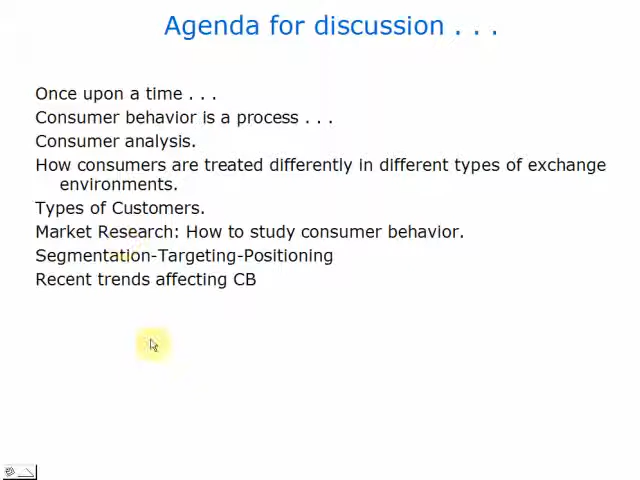 Agenda for discussion . . .
Once upon a time . . .
Consumer behavior is a process . . .
Consumer analysis.
How consumers are treated differently in different types of exchange
environments.
Types of Customers.
Market Research: How to study consumer behavior.
Segmentation-Targeting-Positioning
Recent trends affecting CB